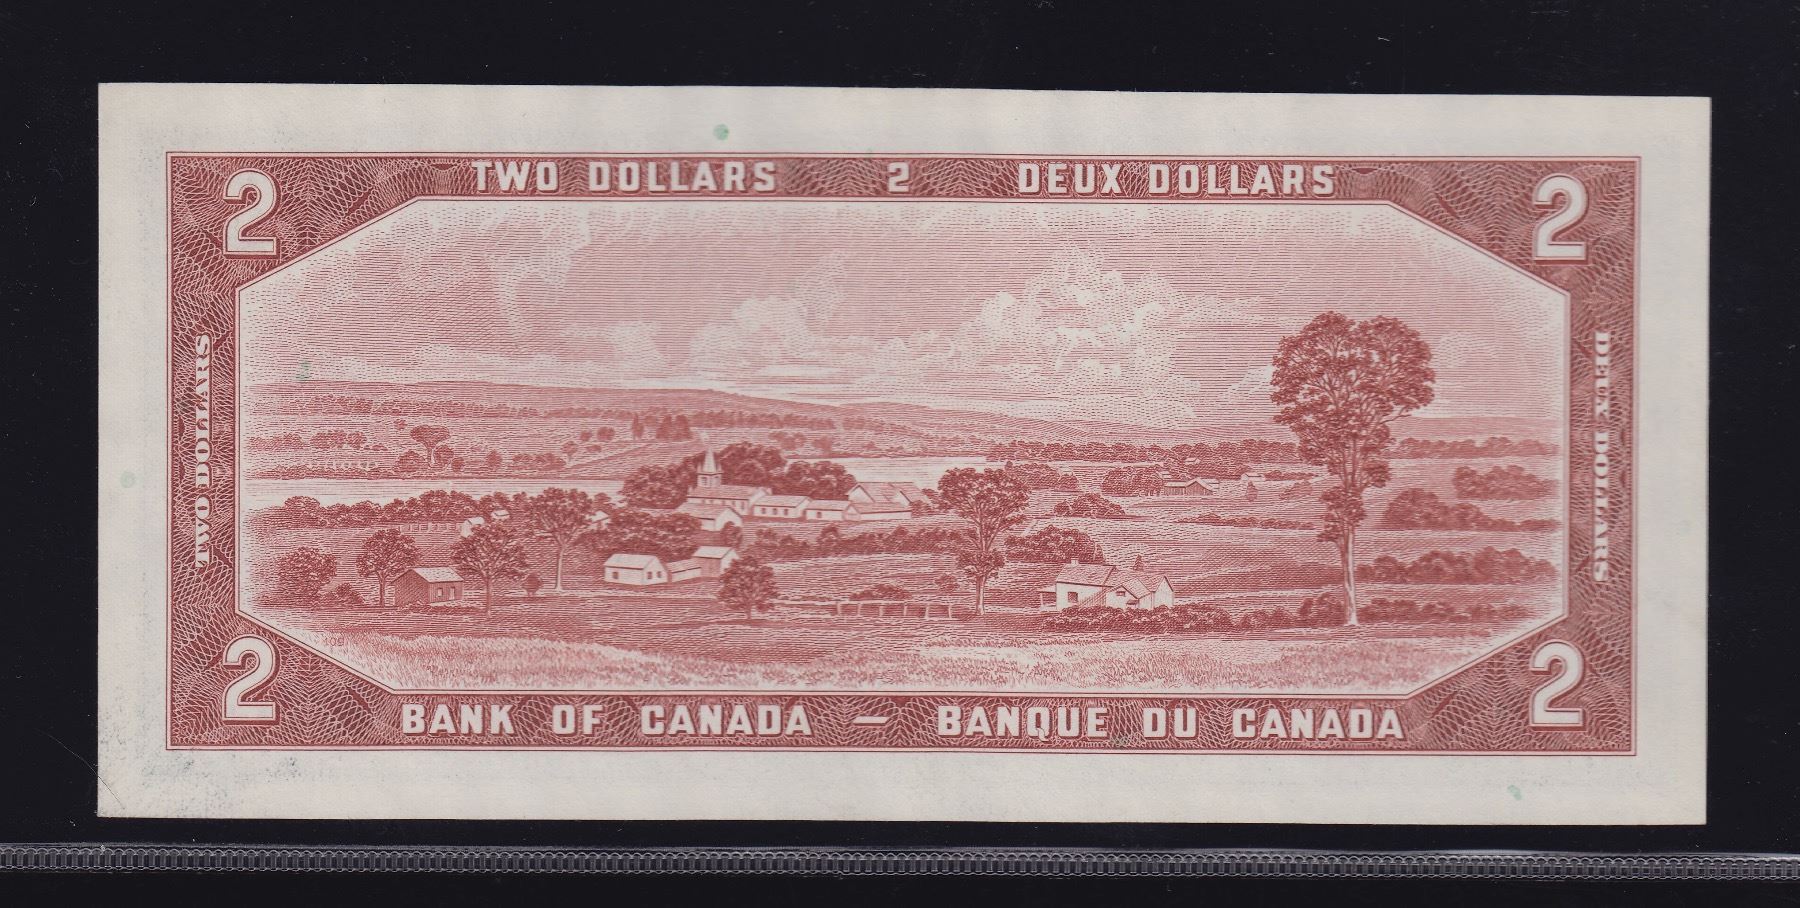 TWO DOLLARS 2 DEUX DOLLARS
2 2
TWO DOLLARS
DEUX DOLLARS
2 2
BANK OF CANADA — BANQUE DU CANADA